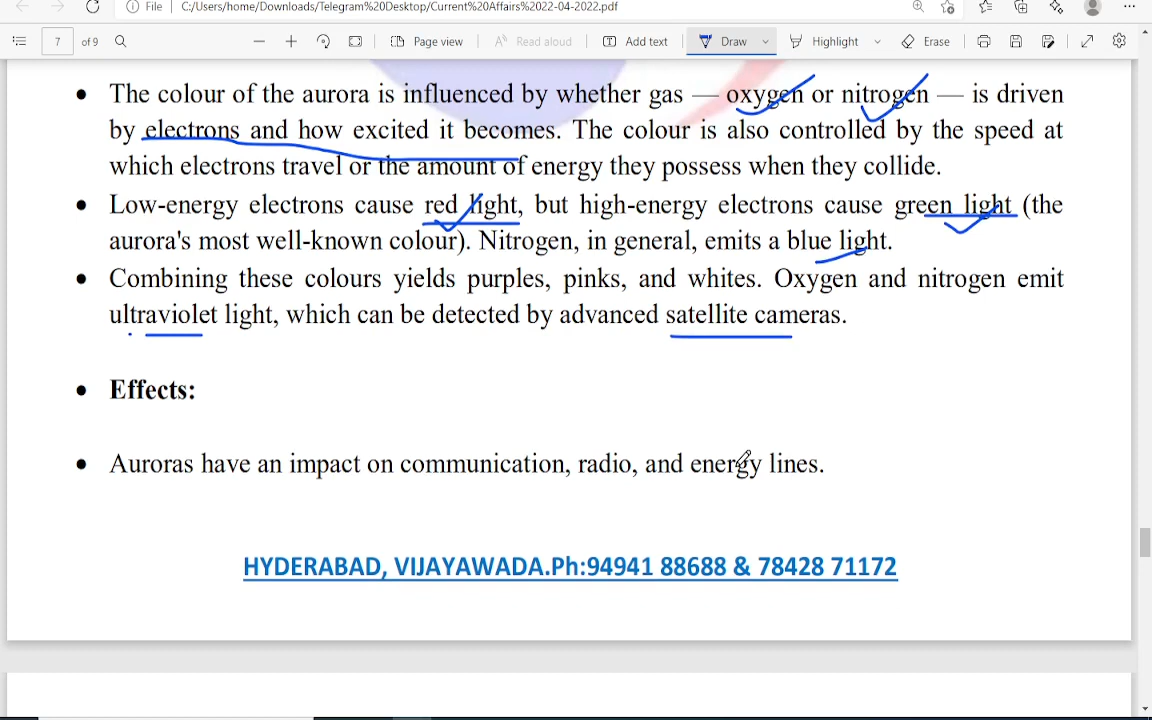 File | C:/Users/home/Downloads/Telegram%20Desktop/Current%20Affairs%2022-04-2022.pdf
7 of 9 Page view Read aloud Add text Draw Highlight Erase
• The colour of the aurora is influenced by whether gas — oxygen or nitrogen — is driven
by electrons and how excited it becomes. The colour is also controlled by the speed at
which electrons travel or the amount of energy they possess when they collide.
• Low-energy electrons cause red light, but high-energy electrons cause green light (the
aurora's most well-known colour). Nitrogen, in general, emits a blue light.
• Combining these colours yields purples, pinks, and whites. Oxygen and nitrogen emit
ultraviolet light, which can be detected by advanced satellite cameras.
• Effects:
• Auroras have an impact on communication, radio, and energy lines.
HYDERABAD, VIJAYAWADA.Ph:94941 88688 & 78428 71172